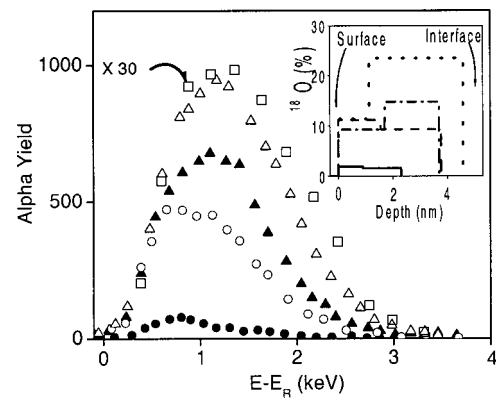 1000
500
0
Alpha Yield
X 30
0
1
2
3
4
E-E_R (keV)
30
20
10
0
¹⁸O (%)
Surface
Interface
0
2
4
Depth (nm)